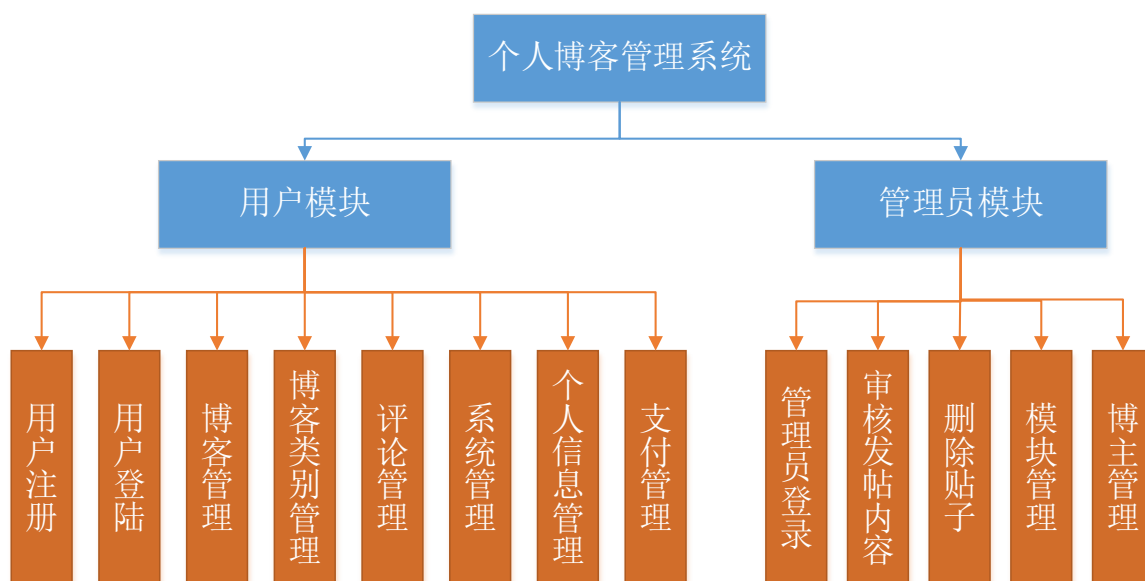 个人博客管理系统
用户模块
管理员模块
用户注册
用户登陆
博客管理
博客类别管理
评论管理
系统管理
个人信息管理
支付管理
管理员登录
审核发帖内容
删除贴子
模块管理
博主管理